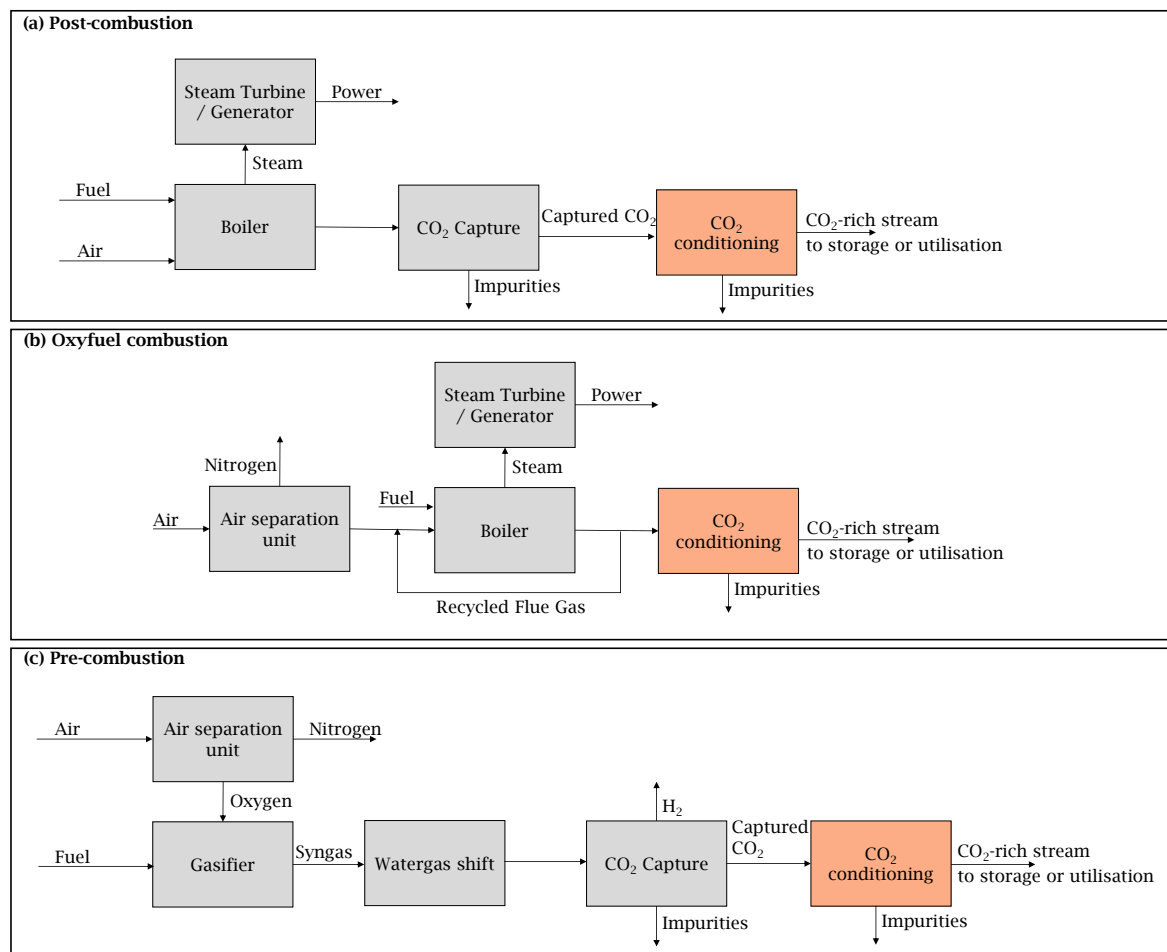 (a) Post-combustion
Steam Turbine
/ Generator
Power
Steam
Fuel
Boiler
Air
CO₂ Capture
Captured CO₂
CO₂
conditioning
CO₂-rich stream
to storage or utilisation
Impurities
Impurities
(b) Oxyfuel combustion
Steam Turbine
/ Generator
Power
Nitrogen
Steam
Fuel
Air
Air separation
unit
Boiler
CO₂
conditioning
CO₂-rich stream
to storage or utilisation
Impurities
Recycled Flue Gas
(c) Pre-combustion
Air
Air separation
unit
Nitrogen
Oxygen
H₂
Fuel
Gasifier
Syngas
Watergas shift
CO₂ Capture
Captured
CO₂
CO₂
conditioning
CO₂-rich stream
to storage or utilisation
Impurities
Impurities